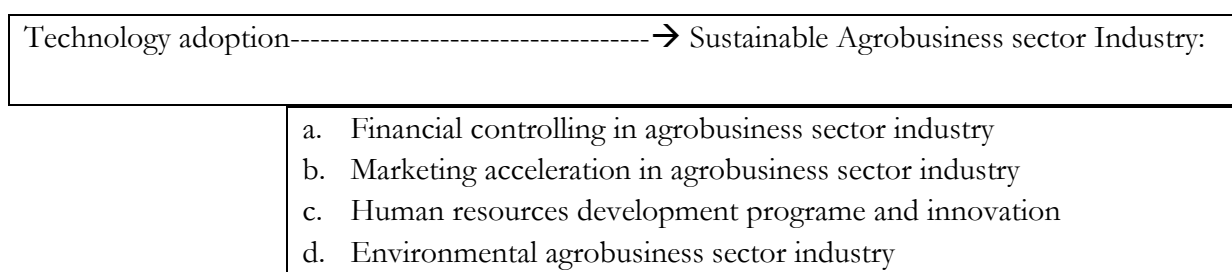 Technology adoption------------------------------------→ Sustainable Agrobusiness sector Industry:
a. Financial controlling in agrobusiness sector industry
b. Marketing acceleration in agrobusiness sector industry
c. Human resources development programe and innovation
d. Environmental agrobusiness sector industry